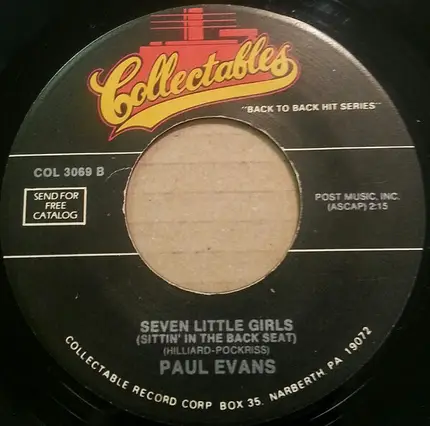 Collectables
"BACK TO BACK HIT SERIES"
COL 3069 B
SEND FOR
FREE
CATALOG
POST MUSIC, INC.
(ASCAP) 2:15
SEVEN LITTLE GIRLS
(SITTIN' IN THE BACK SEAT)
(HILLIARD-POCKRISS)
PAUL EVANS
COLLECTABLE RECORD CORP BOX 35. NARBERTH PA 19072